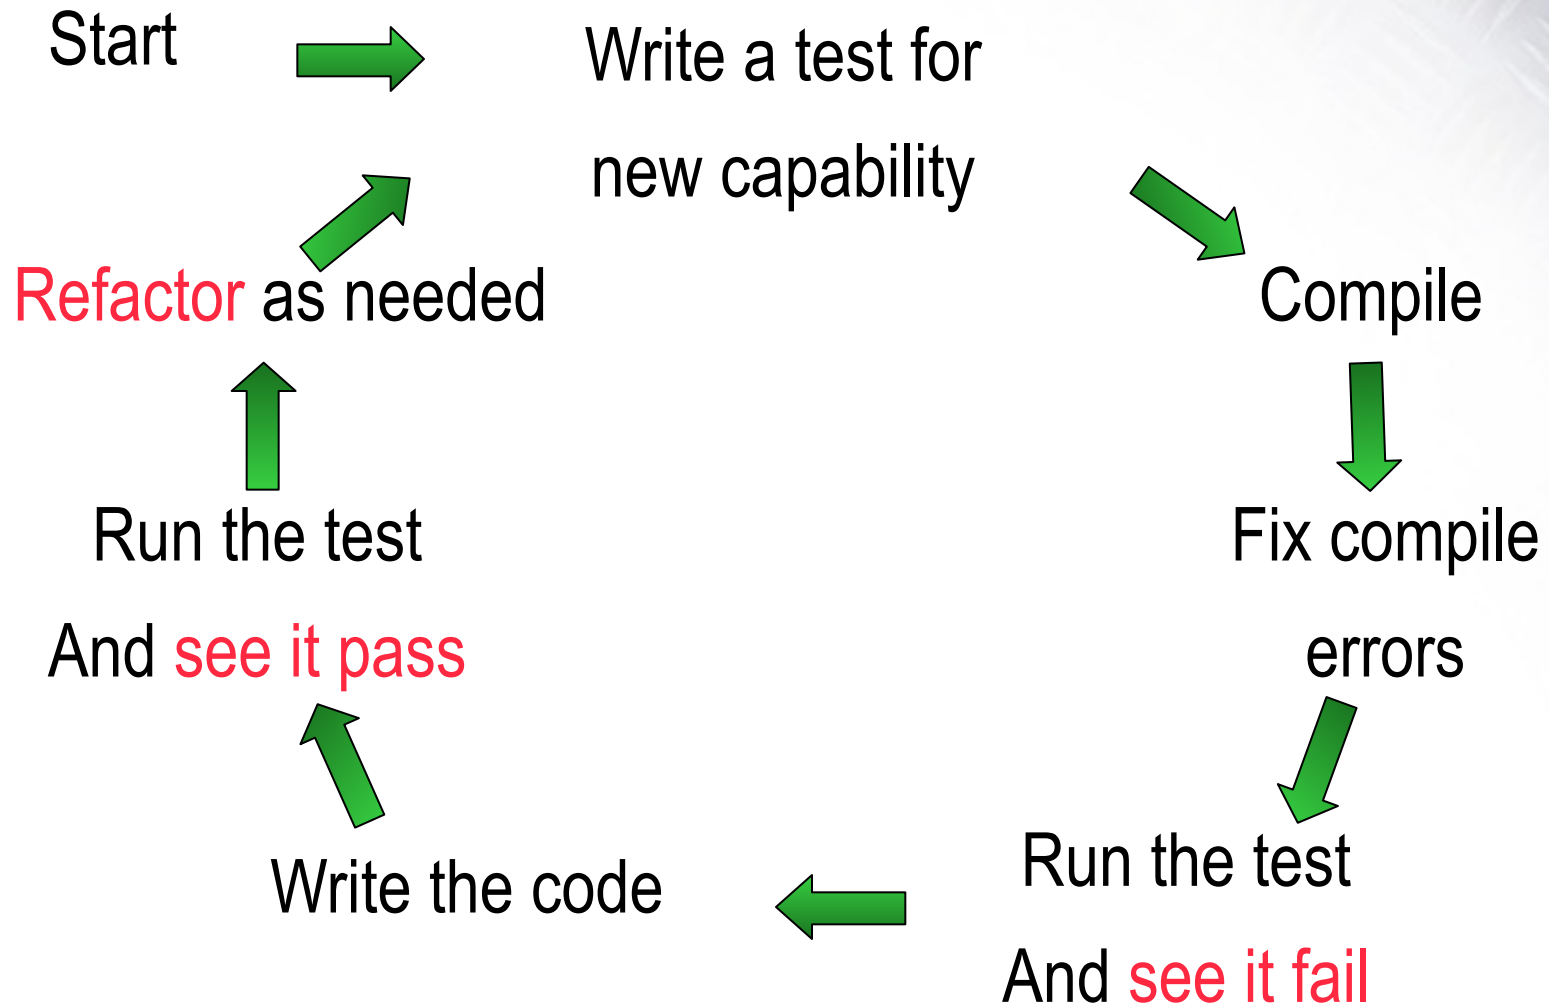 Start
Write a test for
new capability
Compile
Fix compile
errors
Run the test
And see it fail
Write the code
Run the test
And see it pass
Refactor as needed